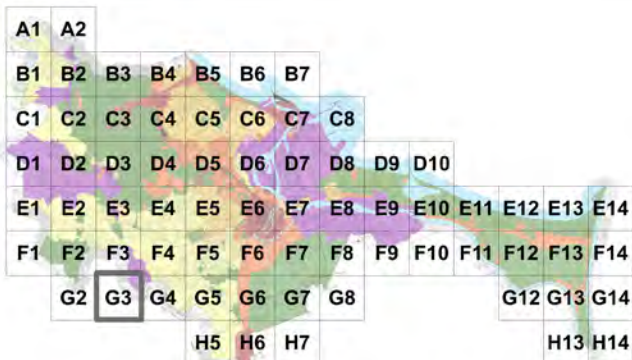 A1 A2
B1 B2 B3 B4 B5 B6 B7
C1 C2 C3 C4 C5 C6 C7 C8
D1 D2 D3 D4 D5 D6 D7 D8 D9 D10
E1 E2 E3 E4 E5 E6 E7 E8 E9 E10 E11 E12 E13 E14
F1 F2 F3 F4 F5 F6 F7 F8 F9 F10 F11 F12 F13 F14
G2 G3 G4 G5 G6 G7 G8 G12 G13 G14
H5 H6 H7 H13 H14